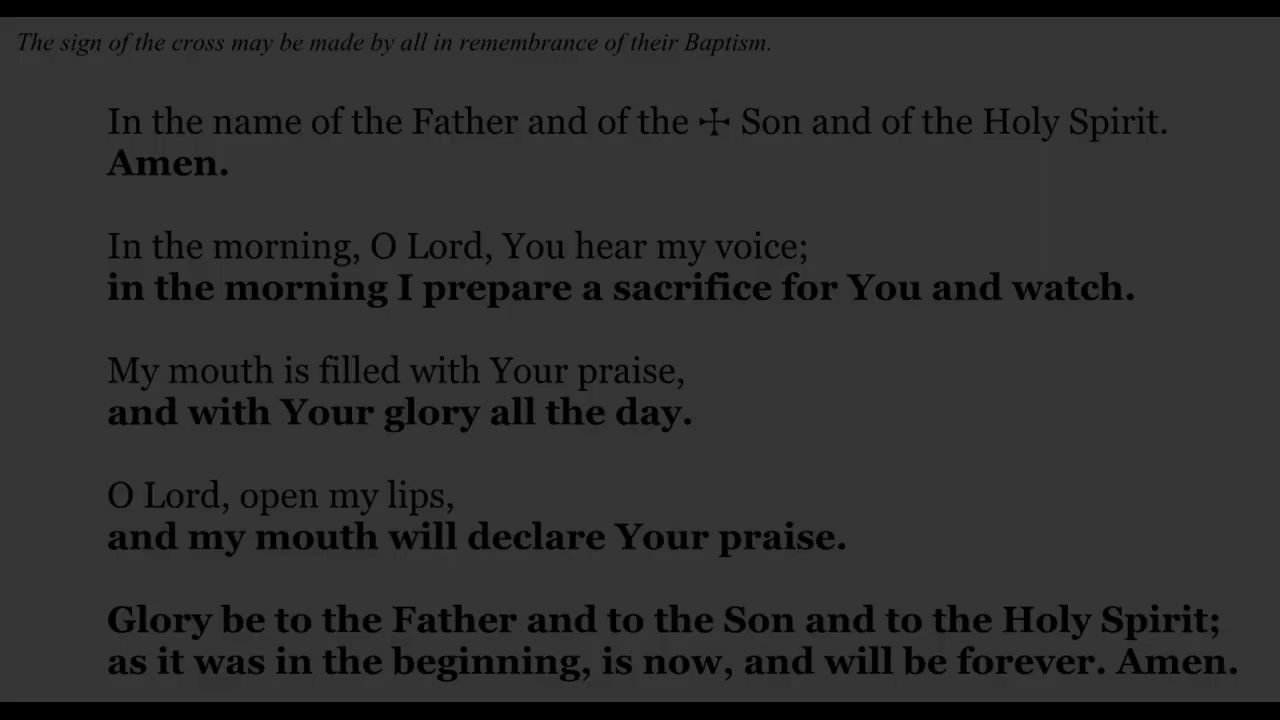 The sign of the cross may be made by all in remembrance of their Baptism.
In the name of the Father and of the ☩ Son and of the Holy Spirit.
Amen.
In the morning, O Lord, You hear my voice;
in the morning I prepare a sacrifice for You and watch.
My mouth is filled with Your praise,
and with Your glory all the day.
O Lord, open my lips,
and my mouth will declare Your praise.
Glory be to the Father and to the Son and to the Holy Spirit;
as it was in the beginning, is now, and will be forever. Amen.